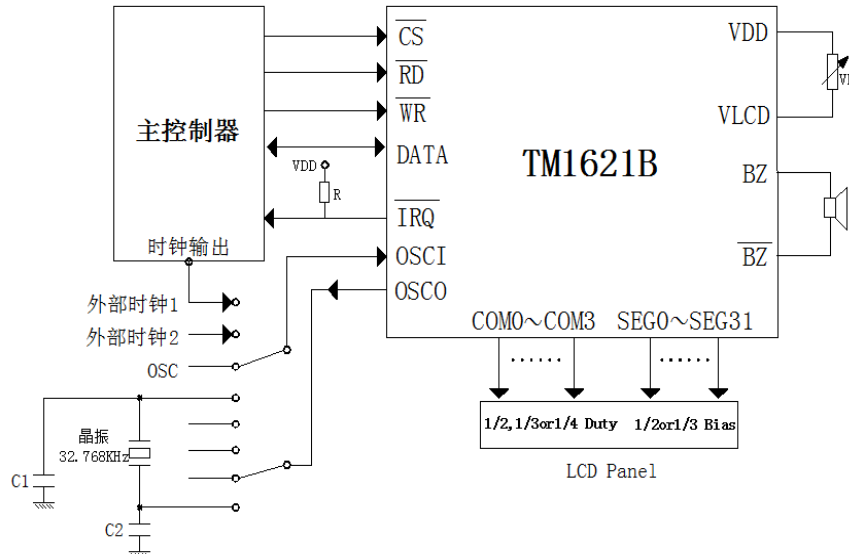 主控制器
时钟输出
CS
RD
WR
DATA
IRQ
OSCI
OSCO
TM1621B
VDD
VLCD
BZ
BZ
COM0～COM3
SEG0～SEG31
VDD
R
外部时钟1
外部时钟2
OSC
晶振
32.768KHz
C1
C2
1/2,1/3or1/4 Duty
1/2or1/3 Bias
LCD Panel